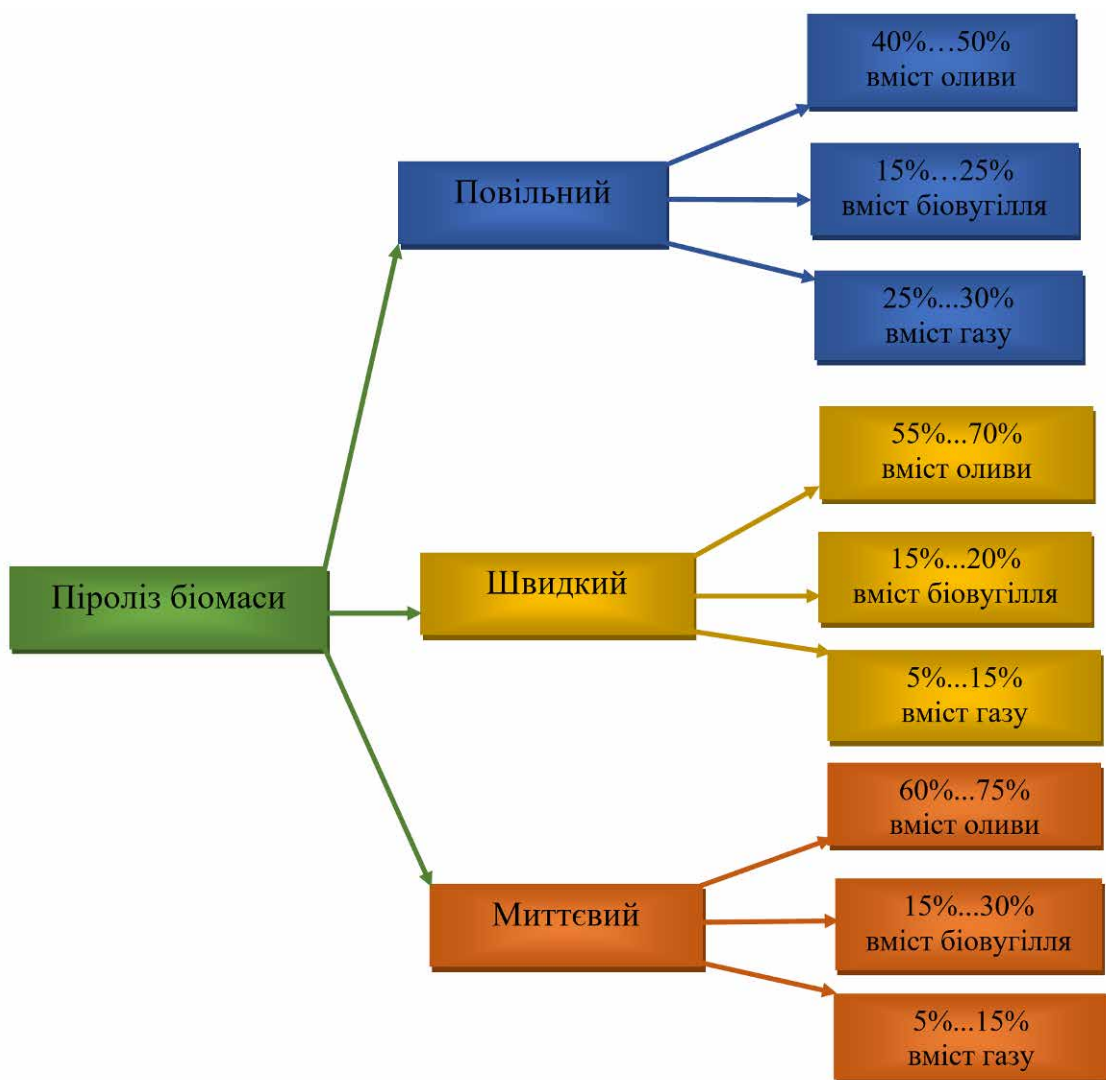 Піроліз біомаси
Повільний
40%…50%
вміст оливи
15%…25%
вміст біовугілля
25%...30%
вміст газу
Швидкий
55%...70%
вміст оливи
15%...20%
вміст біовугілля
5%...15%
вміст газу
Миттєвий
60%...75%
вміст оливи
15%...30%
вміст біовугілля
5%...15%
вміст газу